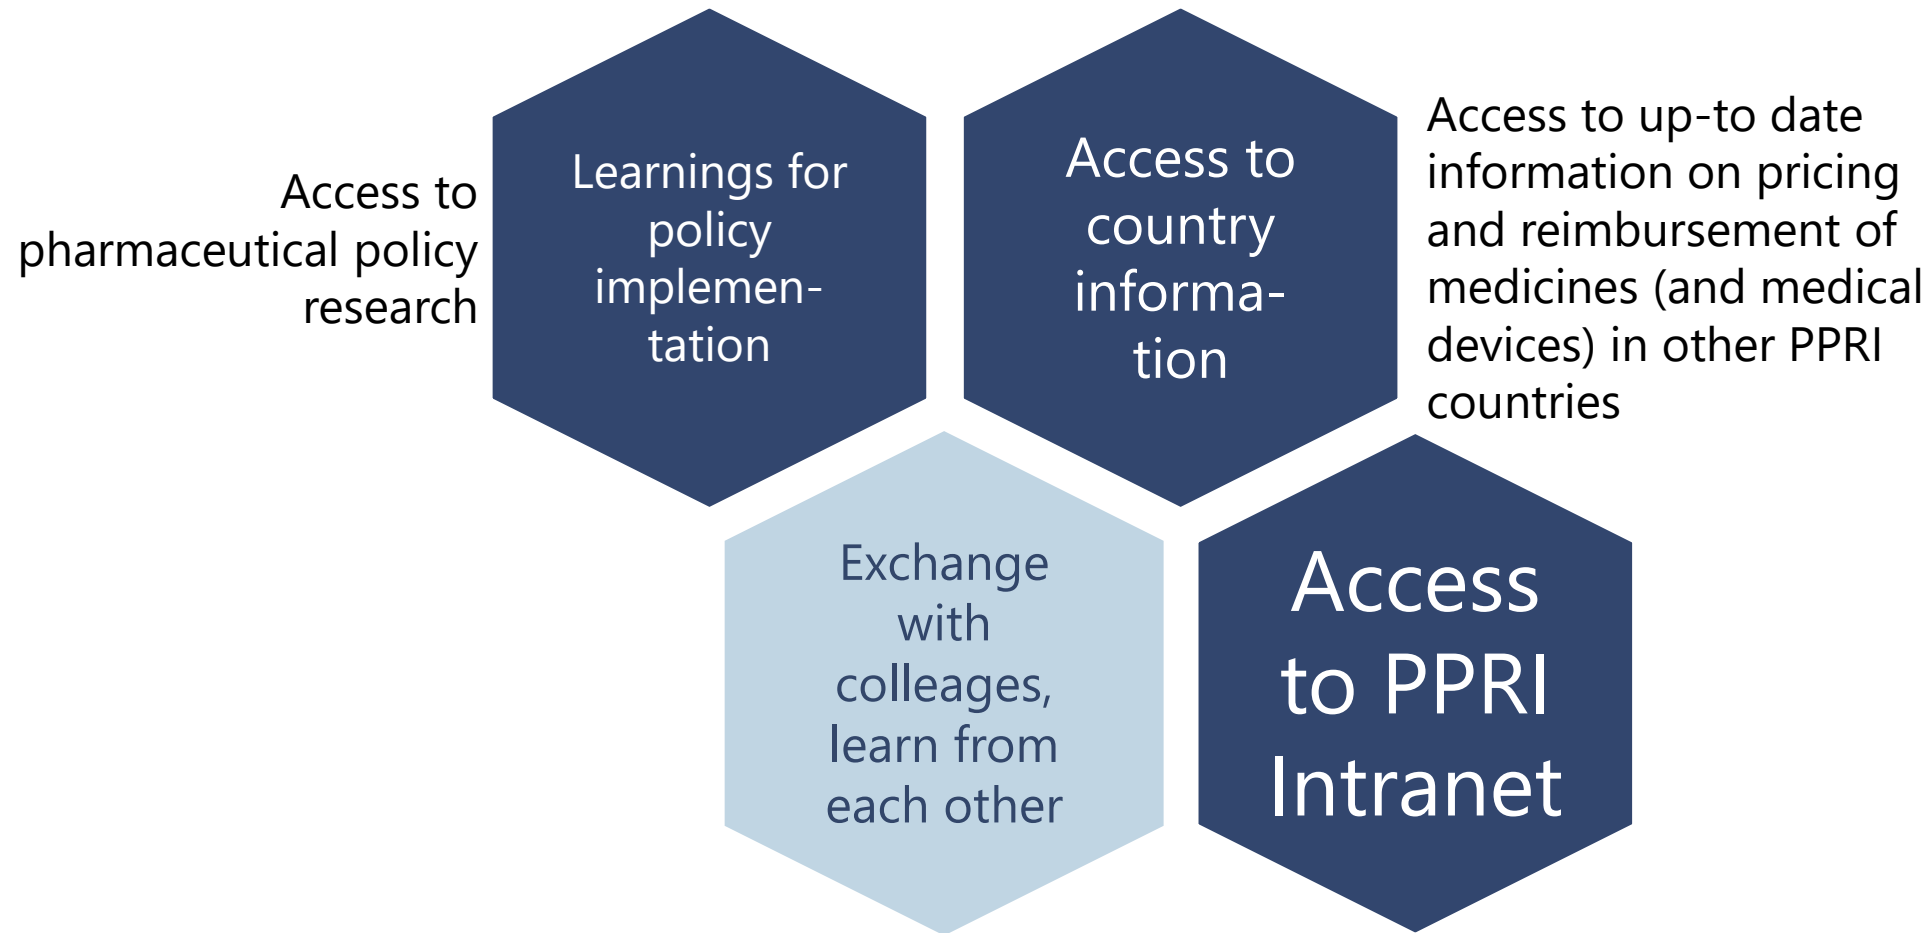 Access to
pharmaceutical policy
research
Learnings for
policy
implemen-
tation
Access to
country
informa-
tion
Access to up-to date
information on pricing
and reimbursement of
medicines (and medical
devices) in other PPRI
countries
Exchange
with
colleages,
learn from
each other
Access
to PPRI
Intranet